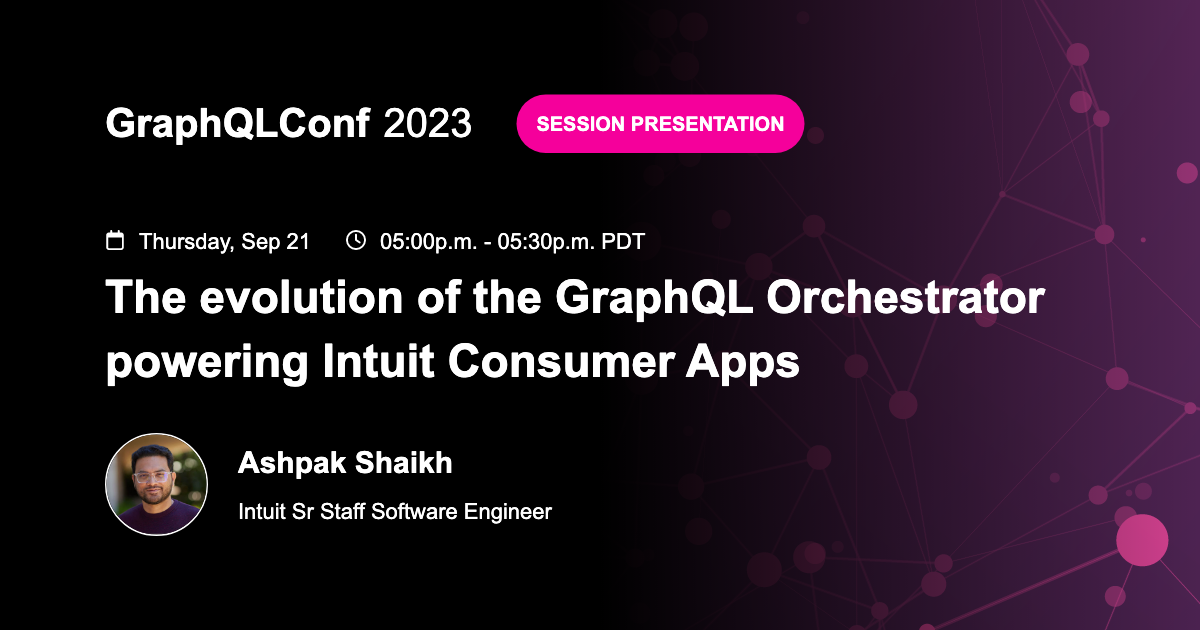 GraphQLConf 2023
SESSION PRESENTATION
Thursday, Sep 21
05:00p.m. - 05:30p.m. PDT
The evolution of the GraphQL Orchestrator
powering Intuit Consumer Apps
Ashpak Shaikh
Intuit Sr Staff Software Engineer